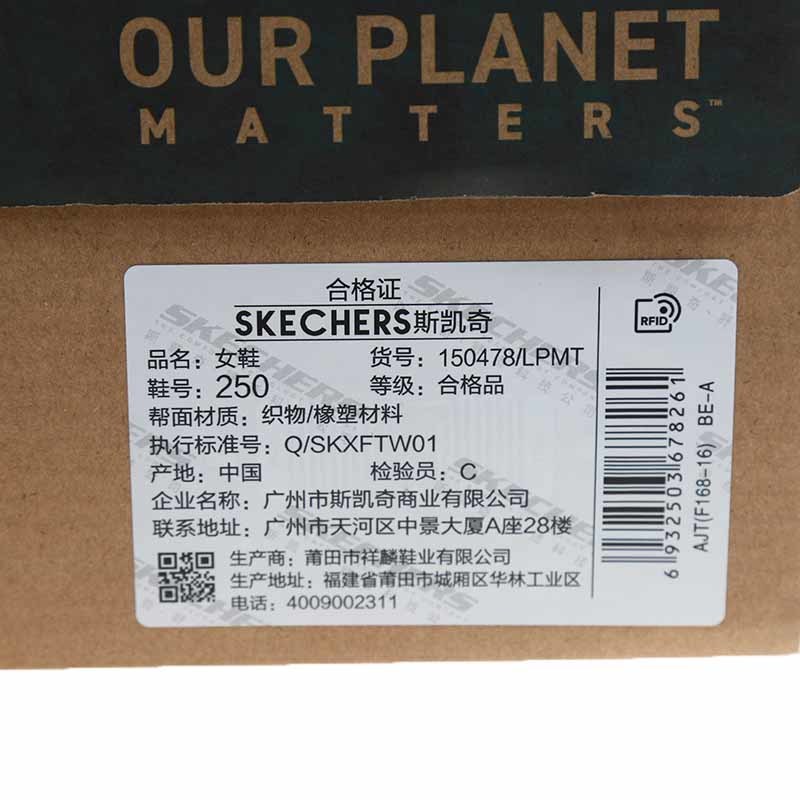 OUR PLANET
MATTERS™
合格证
SKECHERS斯凯奇
品名：女鞋 货号：150478/LPMT
鞋号：250 等级：合格品
帮面材质：织物/橡塑材料
执行标准号：Q/SKXFTW01
产地：中国 检验员：C
企业名称：广州市斯凯奇商业有限公司
联系地址：广州市天河区中景大厦A座28楼
生产商：莆田市祥麟鞋业有限公司
生产地址：福建省莆田市城厢区华林工业区
电话：4009002311
RFID
6 932503 678261
AJT(F168-16) BE-A